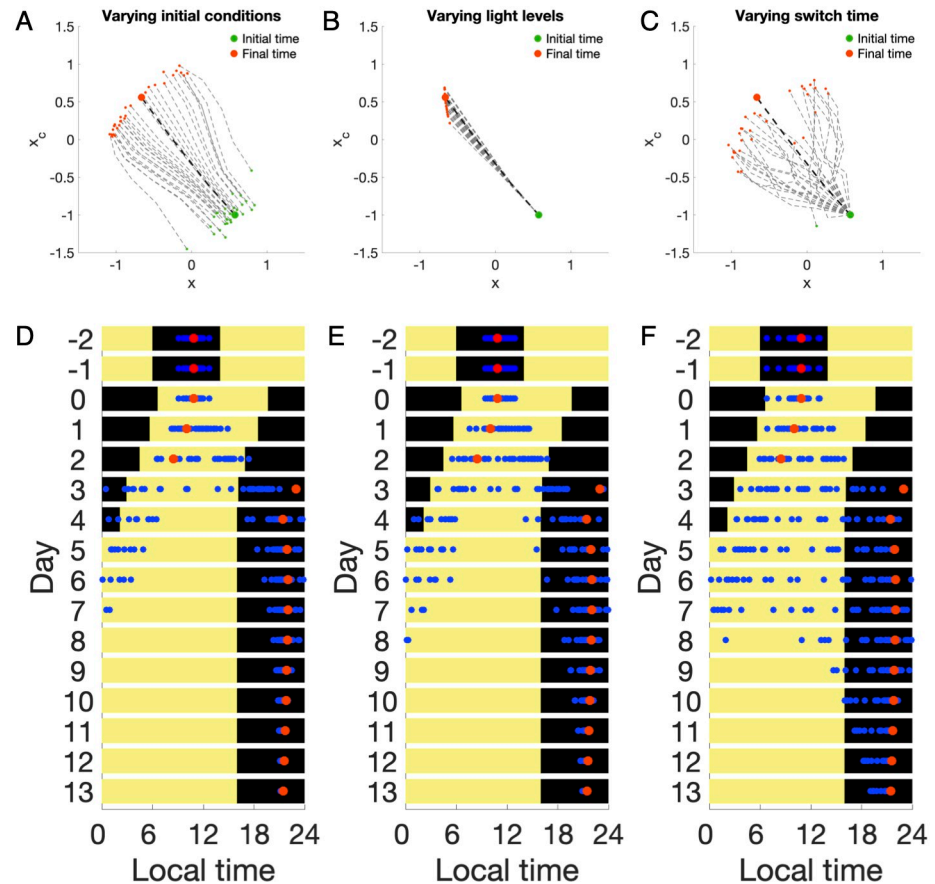 A
Varying initial conditions
Initial time
Final time
1.5
1
0.5
0
-0.5
-1
-1.5
x_c
-1 0 1
x
B
Varying light levels
Initial time
Final time
1.5
1
0.5
0
-0.5
-1
-1.5
x_c
-1 0 1
x
C
Varying switch time
Initial time
Final time
1.5
1
0.5
0
-0.5
-1
-1.5
x_c
-1 0 1
x
D
-2
-1
0
1
2
3
4
5
6
7
8
9
10
11
12
13
Day
0 6 12 18 24
Local time
E
-2
-1
0
1
2
3
4
5
6
7
8
9
10
11
12
13
Day
0 6 12 18 24
Local time
F
-2
-1
0
1
2
3
4
5
6
7
8
9
10
11
12
13
Day
0 6 12 18 24
Local time